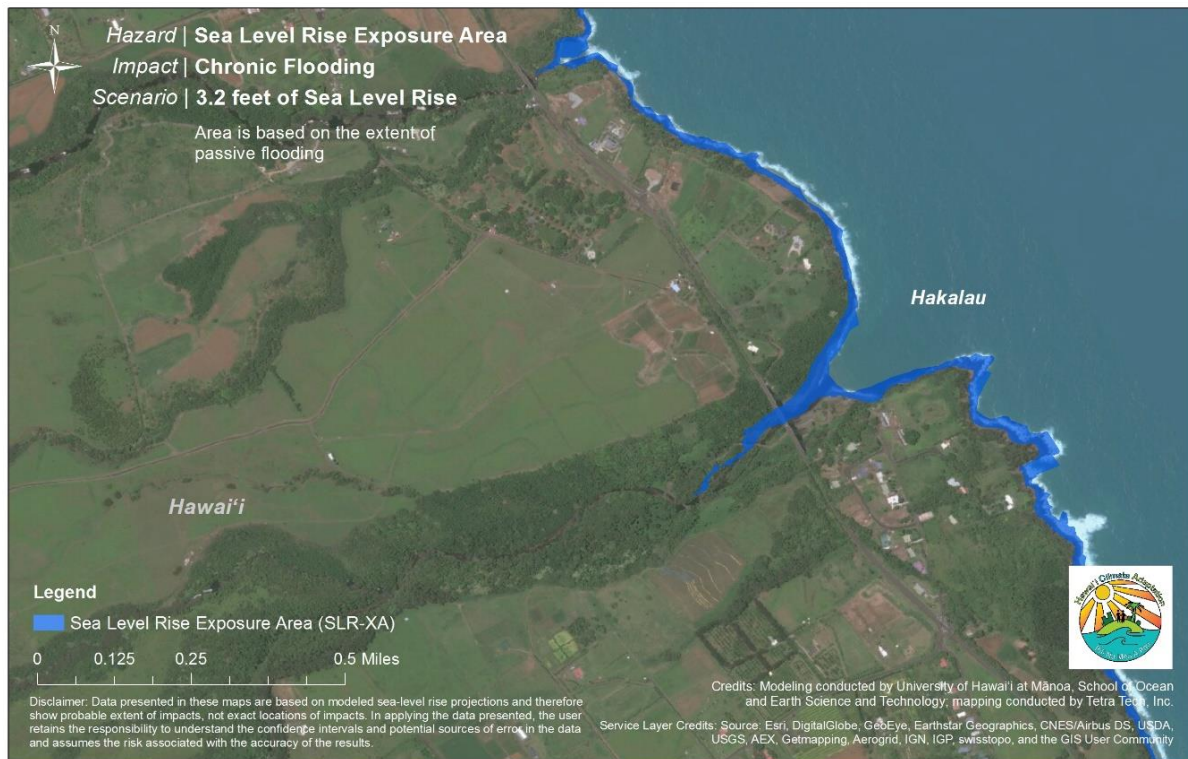 N
Hazard | Sea Level Rise Exposure Area
Impact | Chronic Flooding
Scenario | 3.2 feet of Sea Level Rise
Area is based on the extent of
passive flooding
Hakalau
Hawaiʻi
Legend
Sea Level Rise Exposure Area (SLR-XA)
0 0.125 0.25 0.5 Miles
Disclaimer: Data presented in these maps are based on modeled sea-level rise projections and therefore
show probable extent of impacts, not exact locations of impacts. In applying the data presented, the user
retains the responsibility to understand the confidence intervals and potential sources of error in the data
and assumes the risk associated with the accuracy of the results.
Hawaiʻi Climate Adaptation
Credits: Modeling conducted by University of Hawaiʻi at Mānoa, School of Ocean
and Earth Science and Technology; mapping conducted by Tetra Tech, Inc.
Service Layer Credits: Source: Esri, DigitalGlobe, GeoEye, Earthstar Geographics, CNES/Airbus DS, USDA,
USGS, AEX, Getmapping, Aerogrid, IGN, IGP, swisstopo, and the GIS User Community